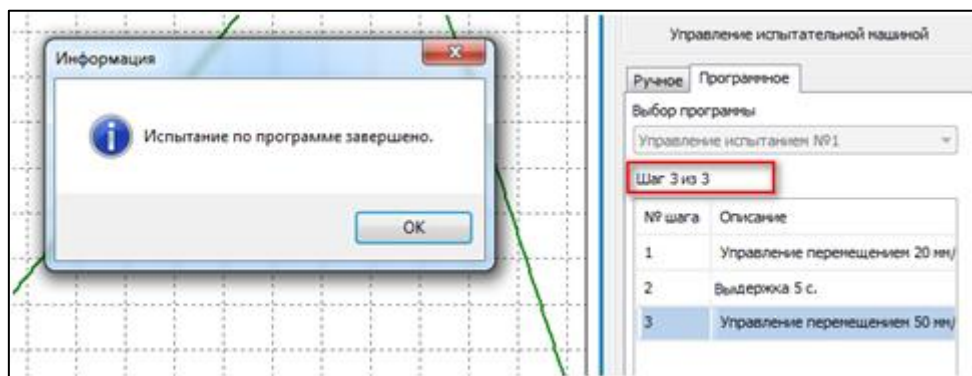 Информация
Испытание по программе завершено.
OK
Управление испытательной машиной
Ручное
Программное
Выбор программы
Управление испытанием №1
Шаг 3 из 3
№ шага Описание
1 Управление перемещением 20 мм/
2 Выдержка 5 с.
3 Управление перемещением 50 мм/